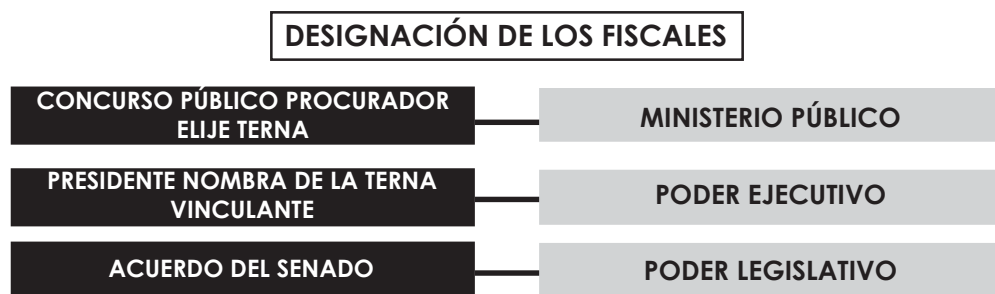 DESIGNACIÓN DE LOS FISCALES
CONCURSO PÚBLICO PROCURADOR
ELIJE TERNA
MINISTERIO PÚBLICO
PRESIDENTE NOMBRA DE LA TERNA
VINCULANTE
PODER EJECUTIVO
ACUERDO DEL SENADO
PODER LEGISLATIVO